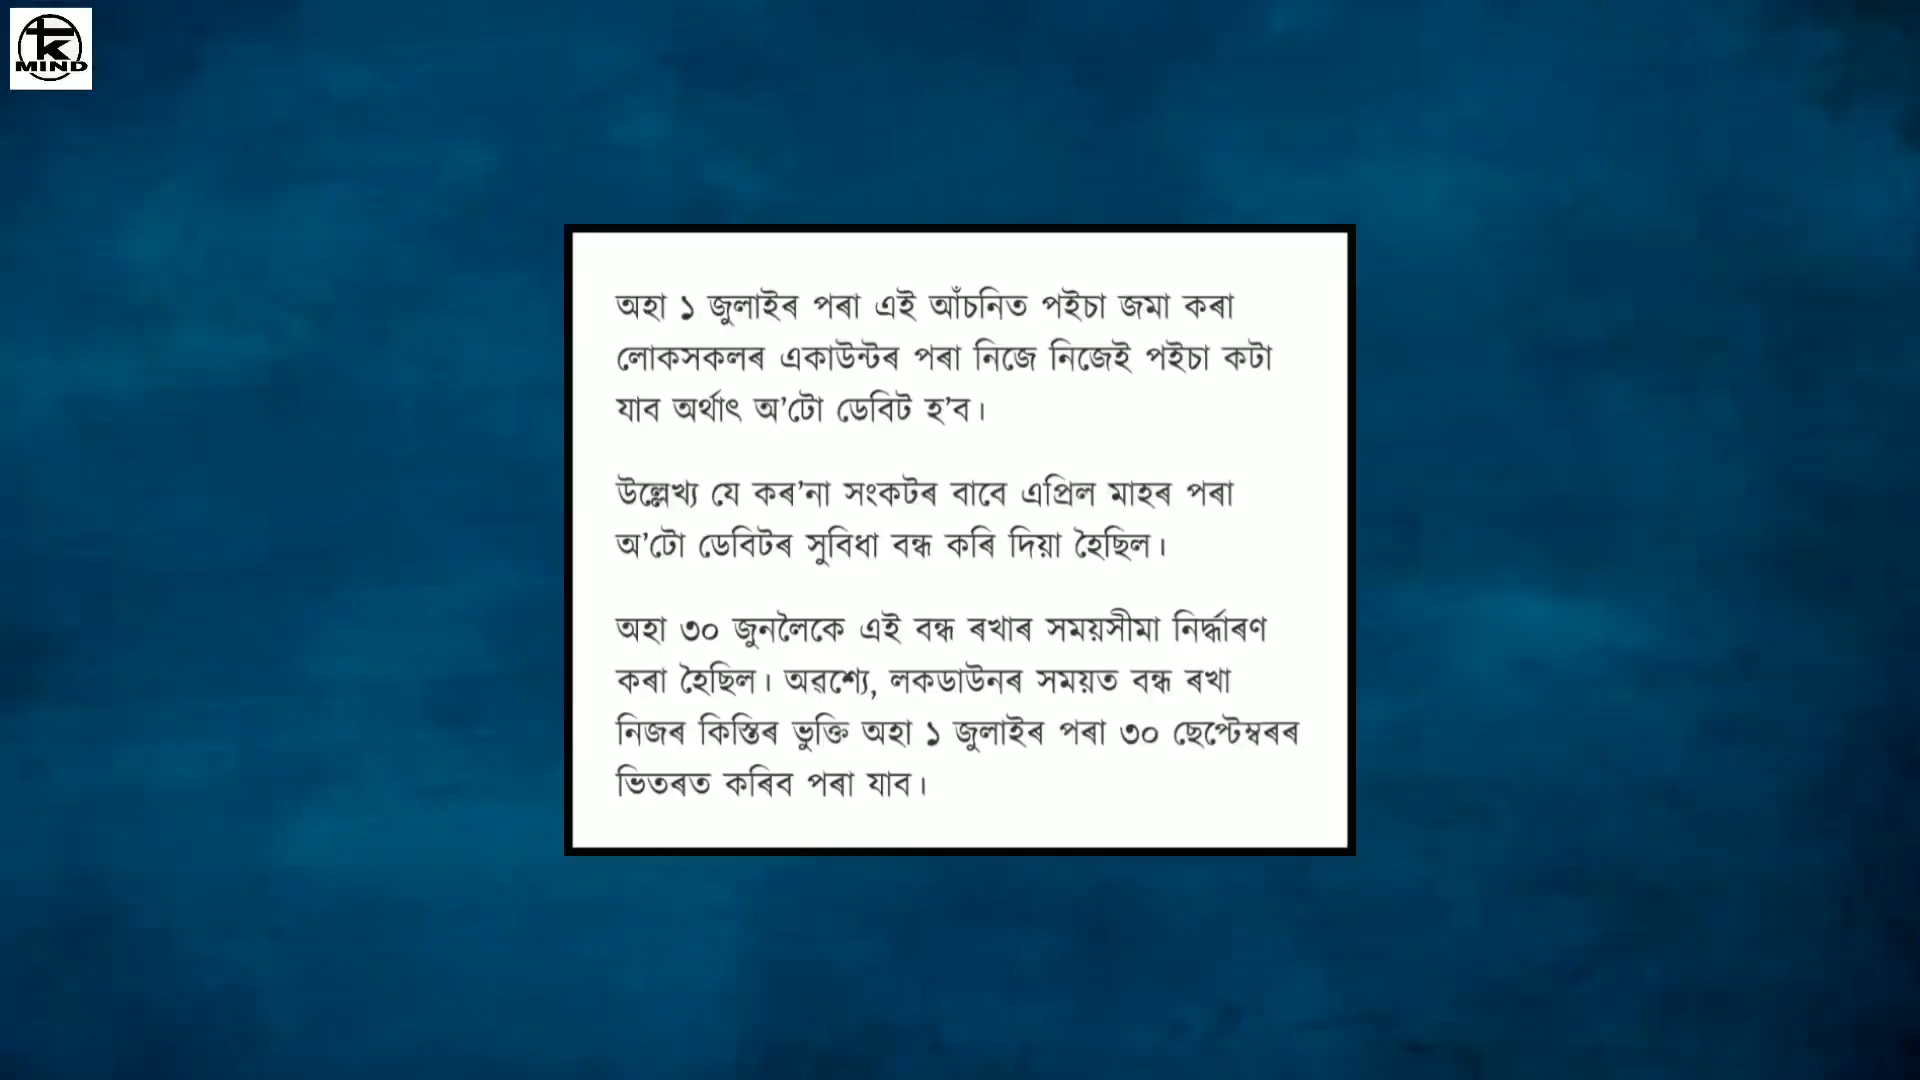 K
MIND
অহা ১ জুলাইৰ পৰা এই আঁচনিত পইচা জমা কৰা
লোকসকলৰ একাউন্টৰ পৰা নিজে নিজেই পইচা কটা
যাব অৰ্থাৎ অ'টো ডেবিট হ'ব।
উল্লেখ্য যে কৰ'না সংকটৰ বাবে এপ্ৰিল মাহৰ পৰা
অ'টো ডেবিটৰ সুবিধা বন্ধ কৰি দিয়া হৈছিল।
অহা ৩০ জুনলৈকে এই বন্ধ ৰখাৰ সময়সীমা নিৰ্দ্ধাৰণ
কৰা হৈছিল। অৱশ্যে, লকডাউনৰ সময়ত বন্ধ ৰখা
নিজৰ কিস্তিৰ ভুক্তি অহা ১ জুলাইৰ পৰা ৩০ ছেপ্টেম্বৰৰ
ভিতৰত কৰিব পৰা যাব।